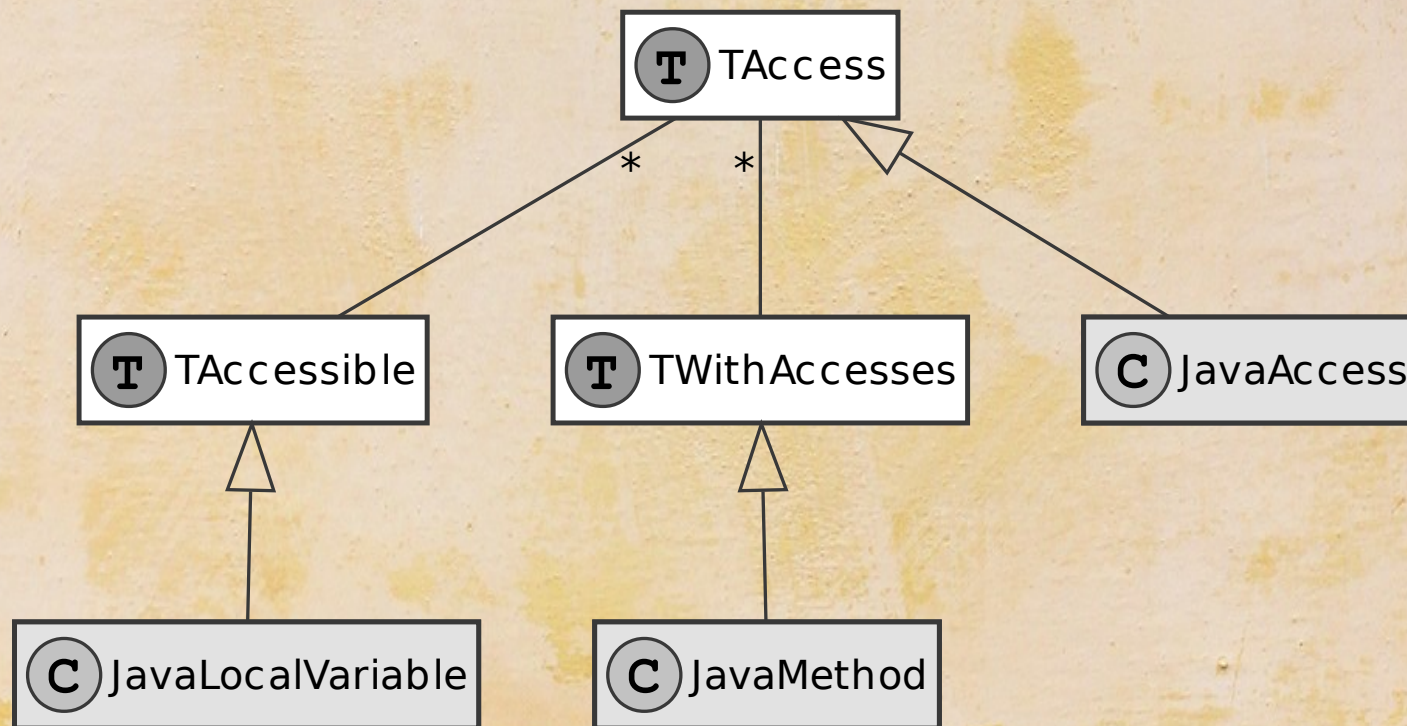 T TAccess
* *
T TAccessible T TWithAccesses C JavaAccess
C JavaLocalVariable C JavaMethod